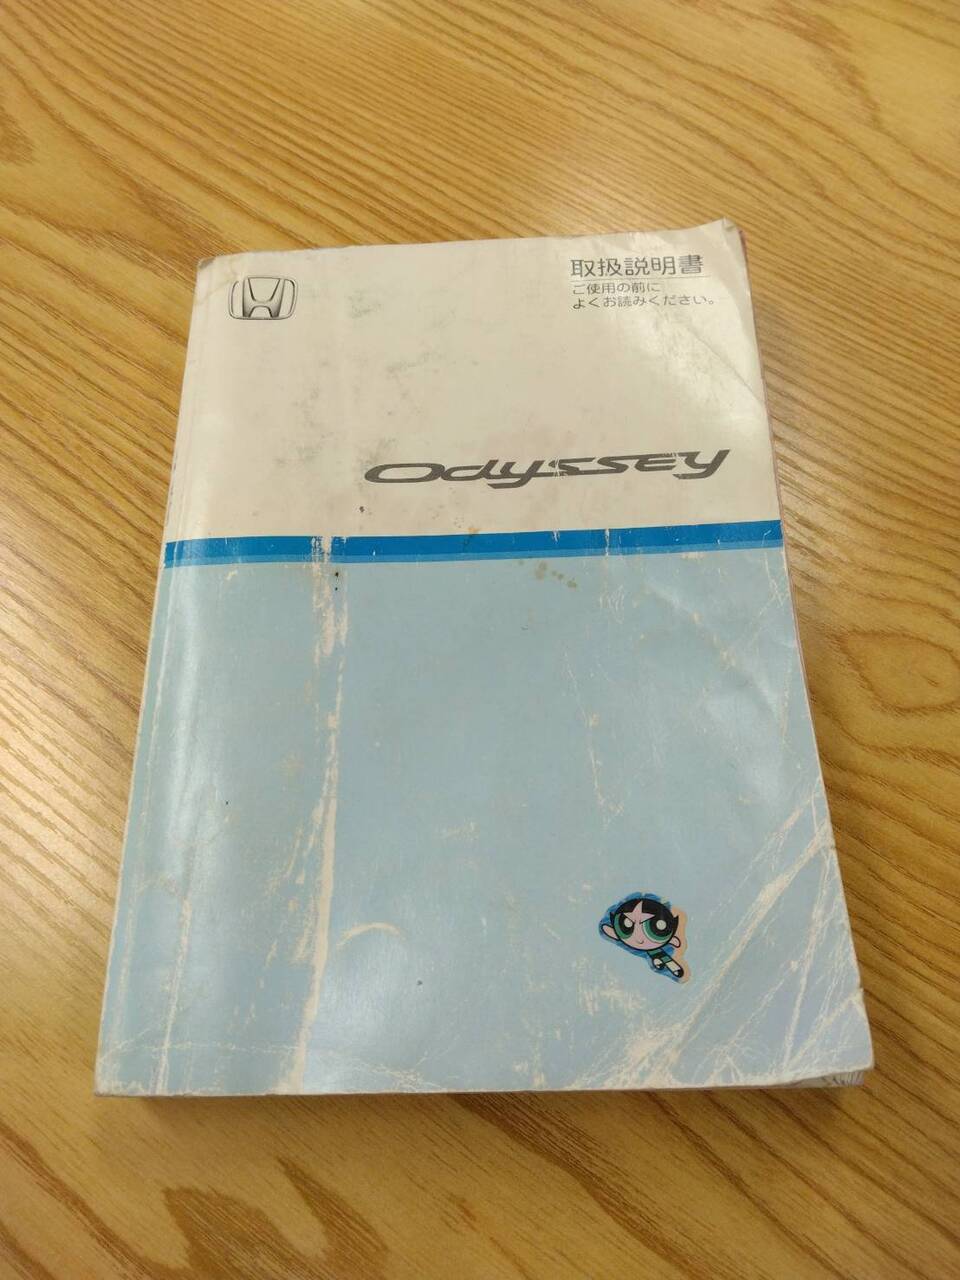 取扱説明書
ご使用の前に
よくお読みください。
Odyssey